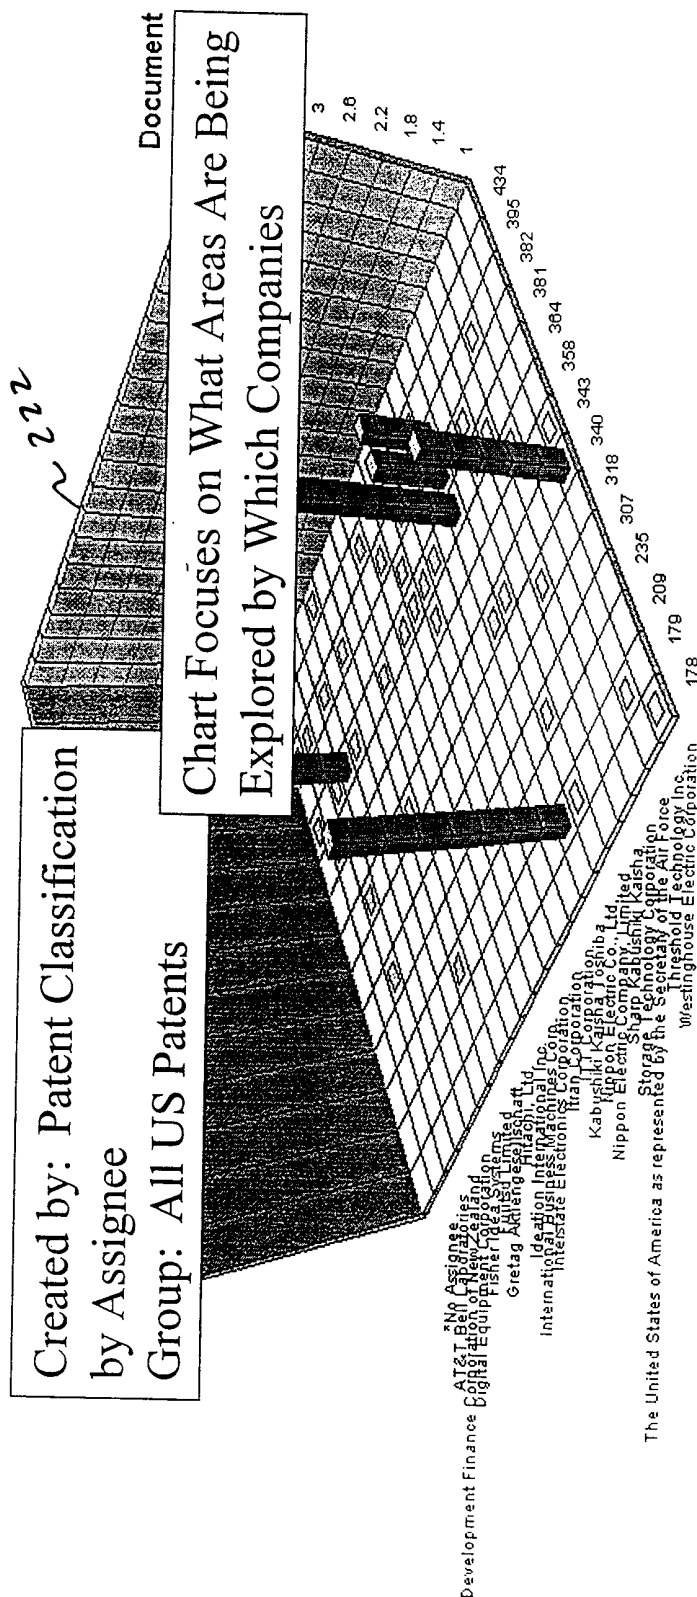 Created by: Patent Classification
by Assignee
Group: All US Patents
222
Chart Focuses on What Areas Are Being
Explored by Which Companies
Document
3
2.6
2.2
1.8
1.4
1
434
395
382
381
364
358
343
340
318
307
235
209
179
178
*No Assignee
AT&T Bell Laboratories
Development Finance Corporation of New Zealand
Digital Equipment Corporation
Fisher Idea Systems
Fujitsu Limited
Gretag Aktiengesellschaft
Hitachi, Ltd.
Ideation International Inc.
International Business Machines Corp.
Interstate Electronics Corporation
Ittan Corporation
ITT Corporation
Kabushiki Kaisha Toshiba
Nippon Electric Co., Ltd.
Nippon Electric Company, Limited
Sharp Kabushiki Kaisha
Storage Technology Corporation
The United States of America as represented by the Secretary of the Air Force
Threshold Technology Inc.
Westinghouse Electric Corporation